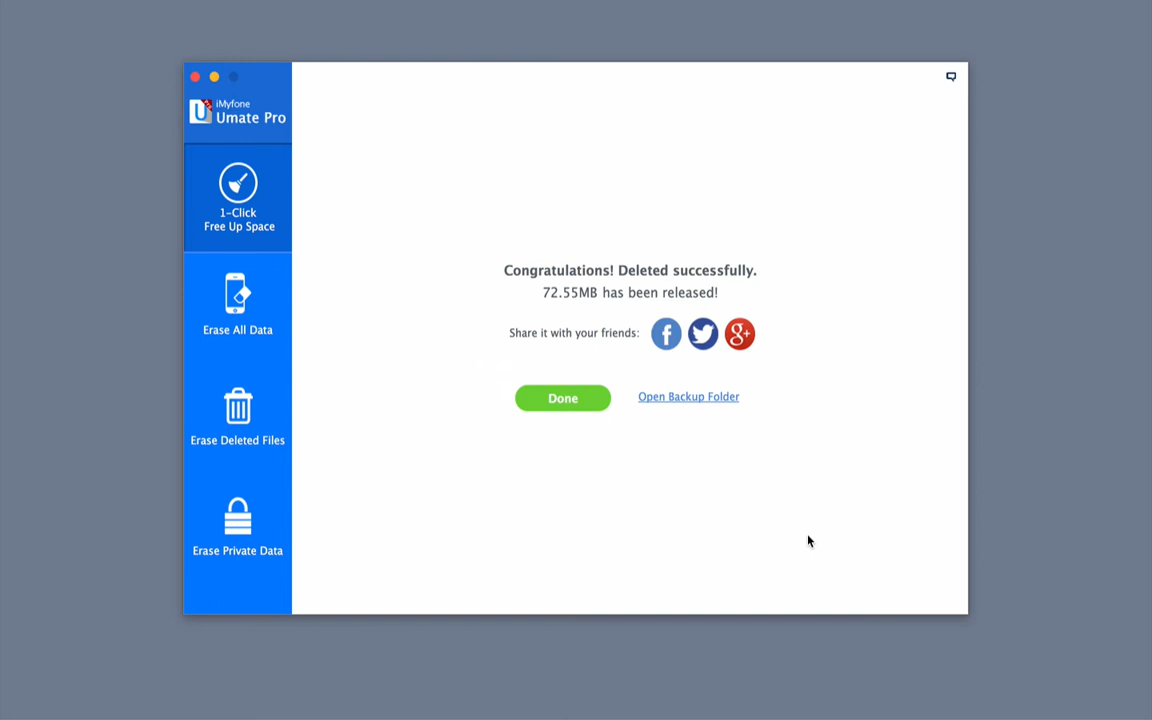 iMyfone
Umate Pro
1-Click
Free Up Space
Erase All Data
Erase Deleted Files
Erase Private Data
Congratulations! Deleted successfully.
72.55MB has been released!
Share it with your friends:
Done
Open Backup Folder